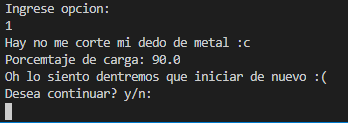 Ingrese opcion:
1
Hay no me corte mi dedo de metal :c
Porcemtaje de carga: 90.0
Oh lo siento dentremos que iniciar de nuevo :(
Desea continuar? y/n: